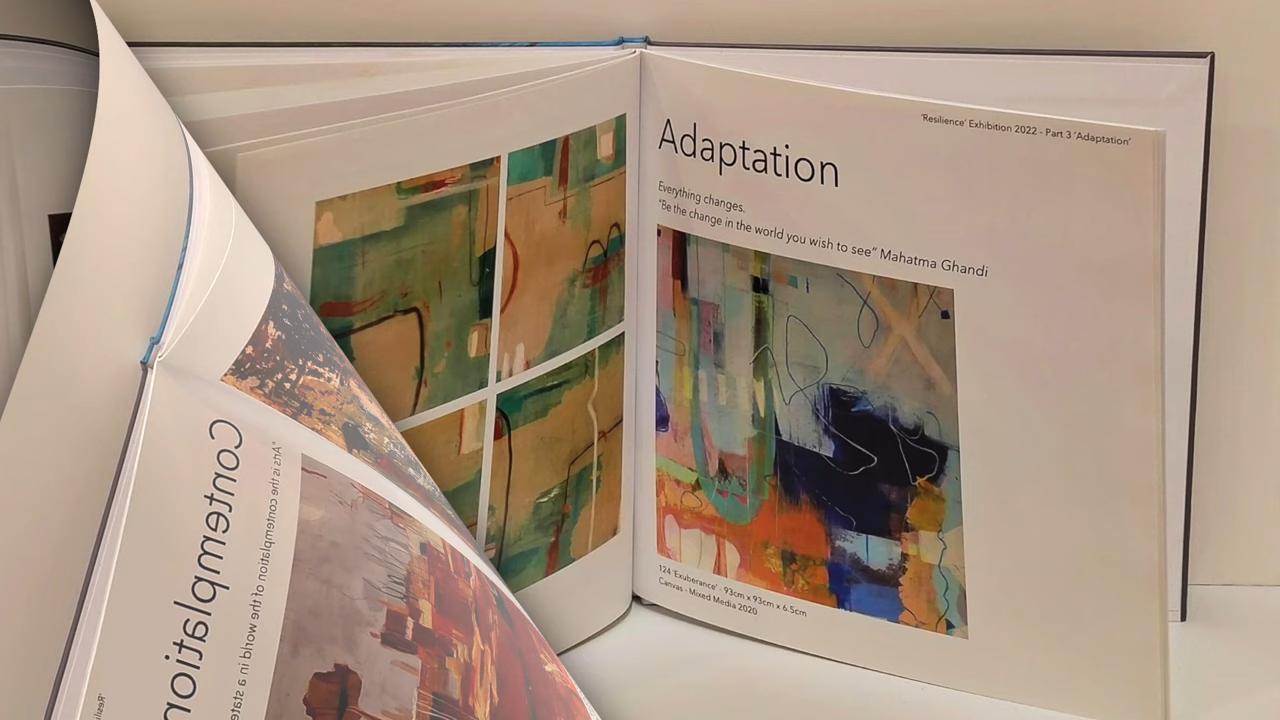 'Resilience' Exhibition 2022 - Part 3 'Adaptation'
Adaptation
Everything changes.
"Be the change in the world you wish to see" Mahatma Ghandi
124 'Exuberance' - 93cm x 93cm x 6.5cm
Canvas - Mixed Media 2020
Contemplation
"Arts is the contemplation of the world in a state